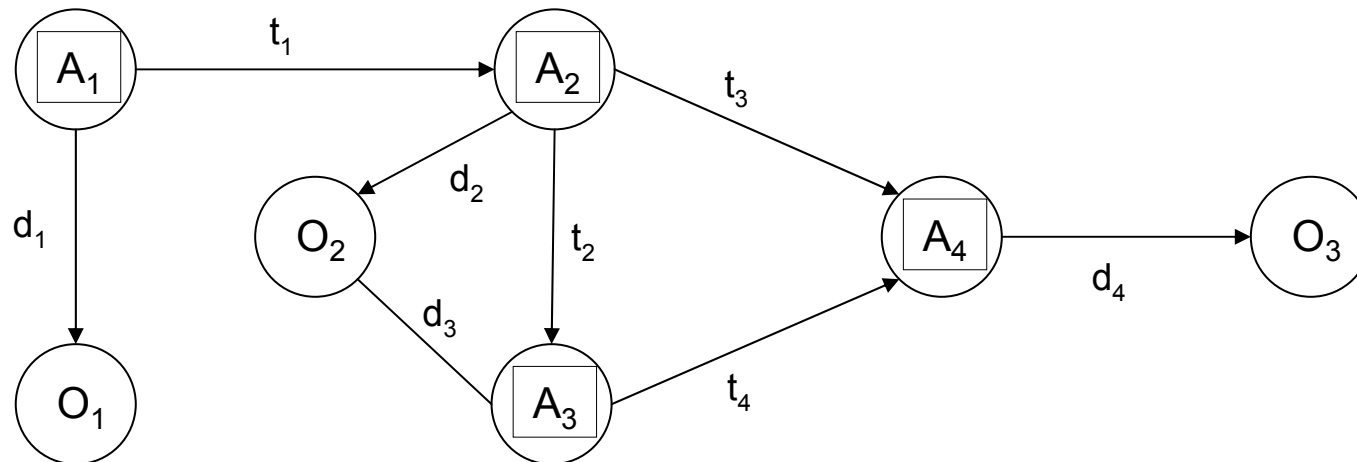 t₁
A₁
A₂
t₃
d₂
d₁
O₂
t₂
A₄
O₃
d₄
d₃
O₁
A₃
t₄